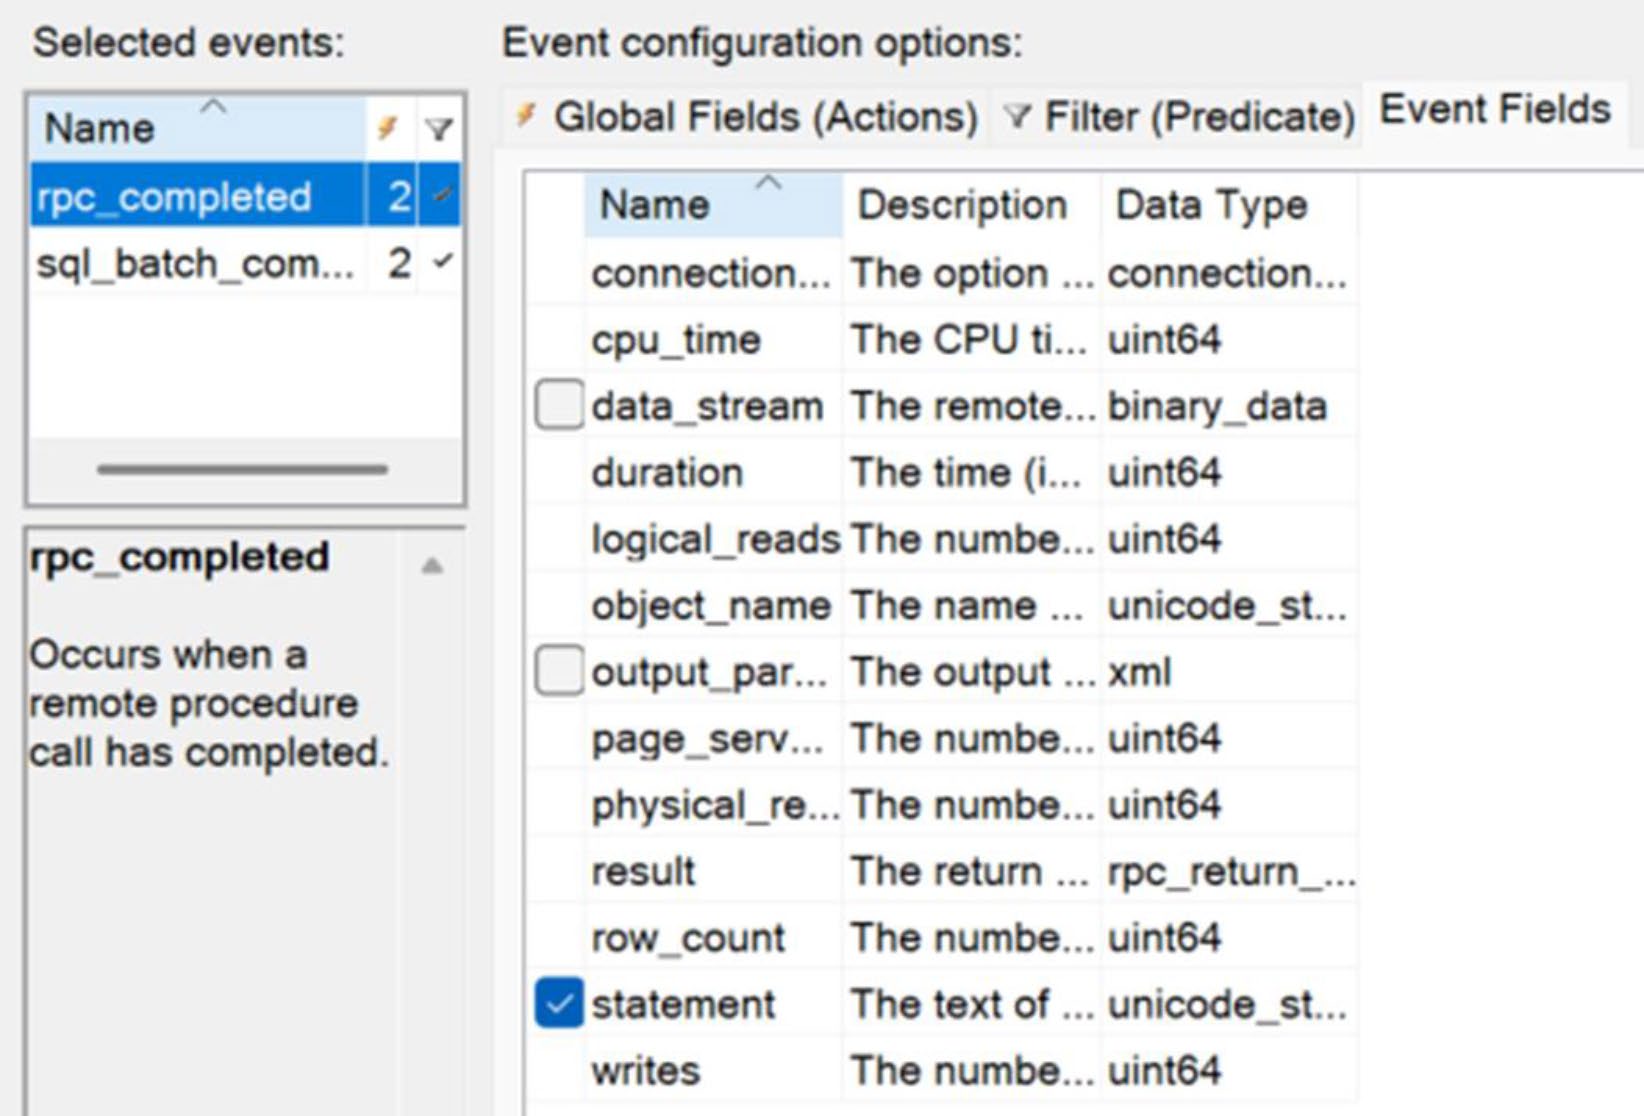 Selected events:
Event configuration options:
Name
rpc_completed 2
sql_batch_com... 2
rpc_completed
Occurs when a
remote procedure
call has completed.
Global Fields (Actions) Filter (Predicate) Event Fields
Name Description Data Type
connection... The option ... connection...
cpu_time The CPU ti... uint64
data_stream The remote... binary_data
duration The time (i... uint64
logical_reads The numbe... uint64
object_name The name ... unicode_st...
output_par... The output ... xml
page_serv... The numbe... uint64
physical_re... The numbe... uint64
result The return ... rpc_return_...
row_count The numbe... uint64
statement The text of ... unicode_st...
writes The numbe... uint64